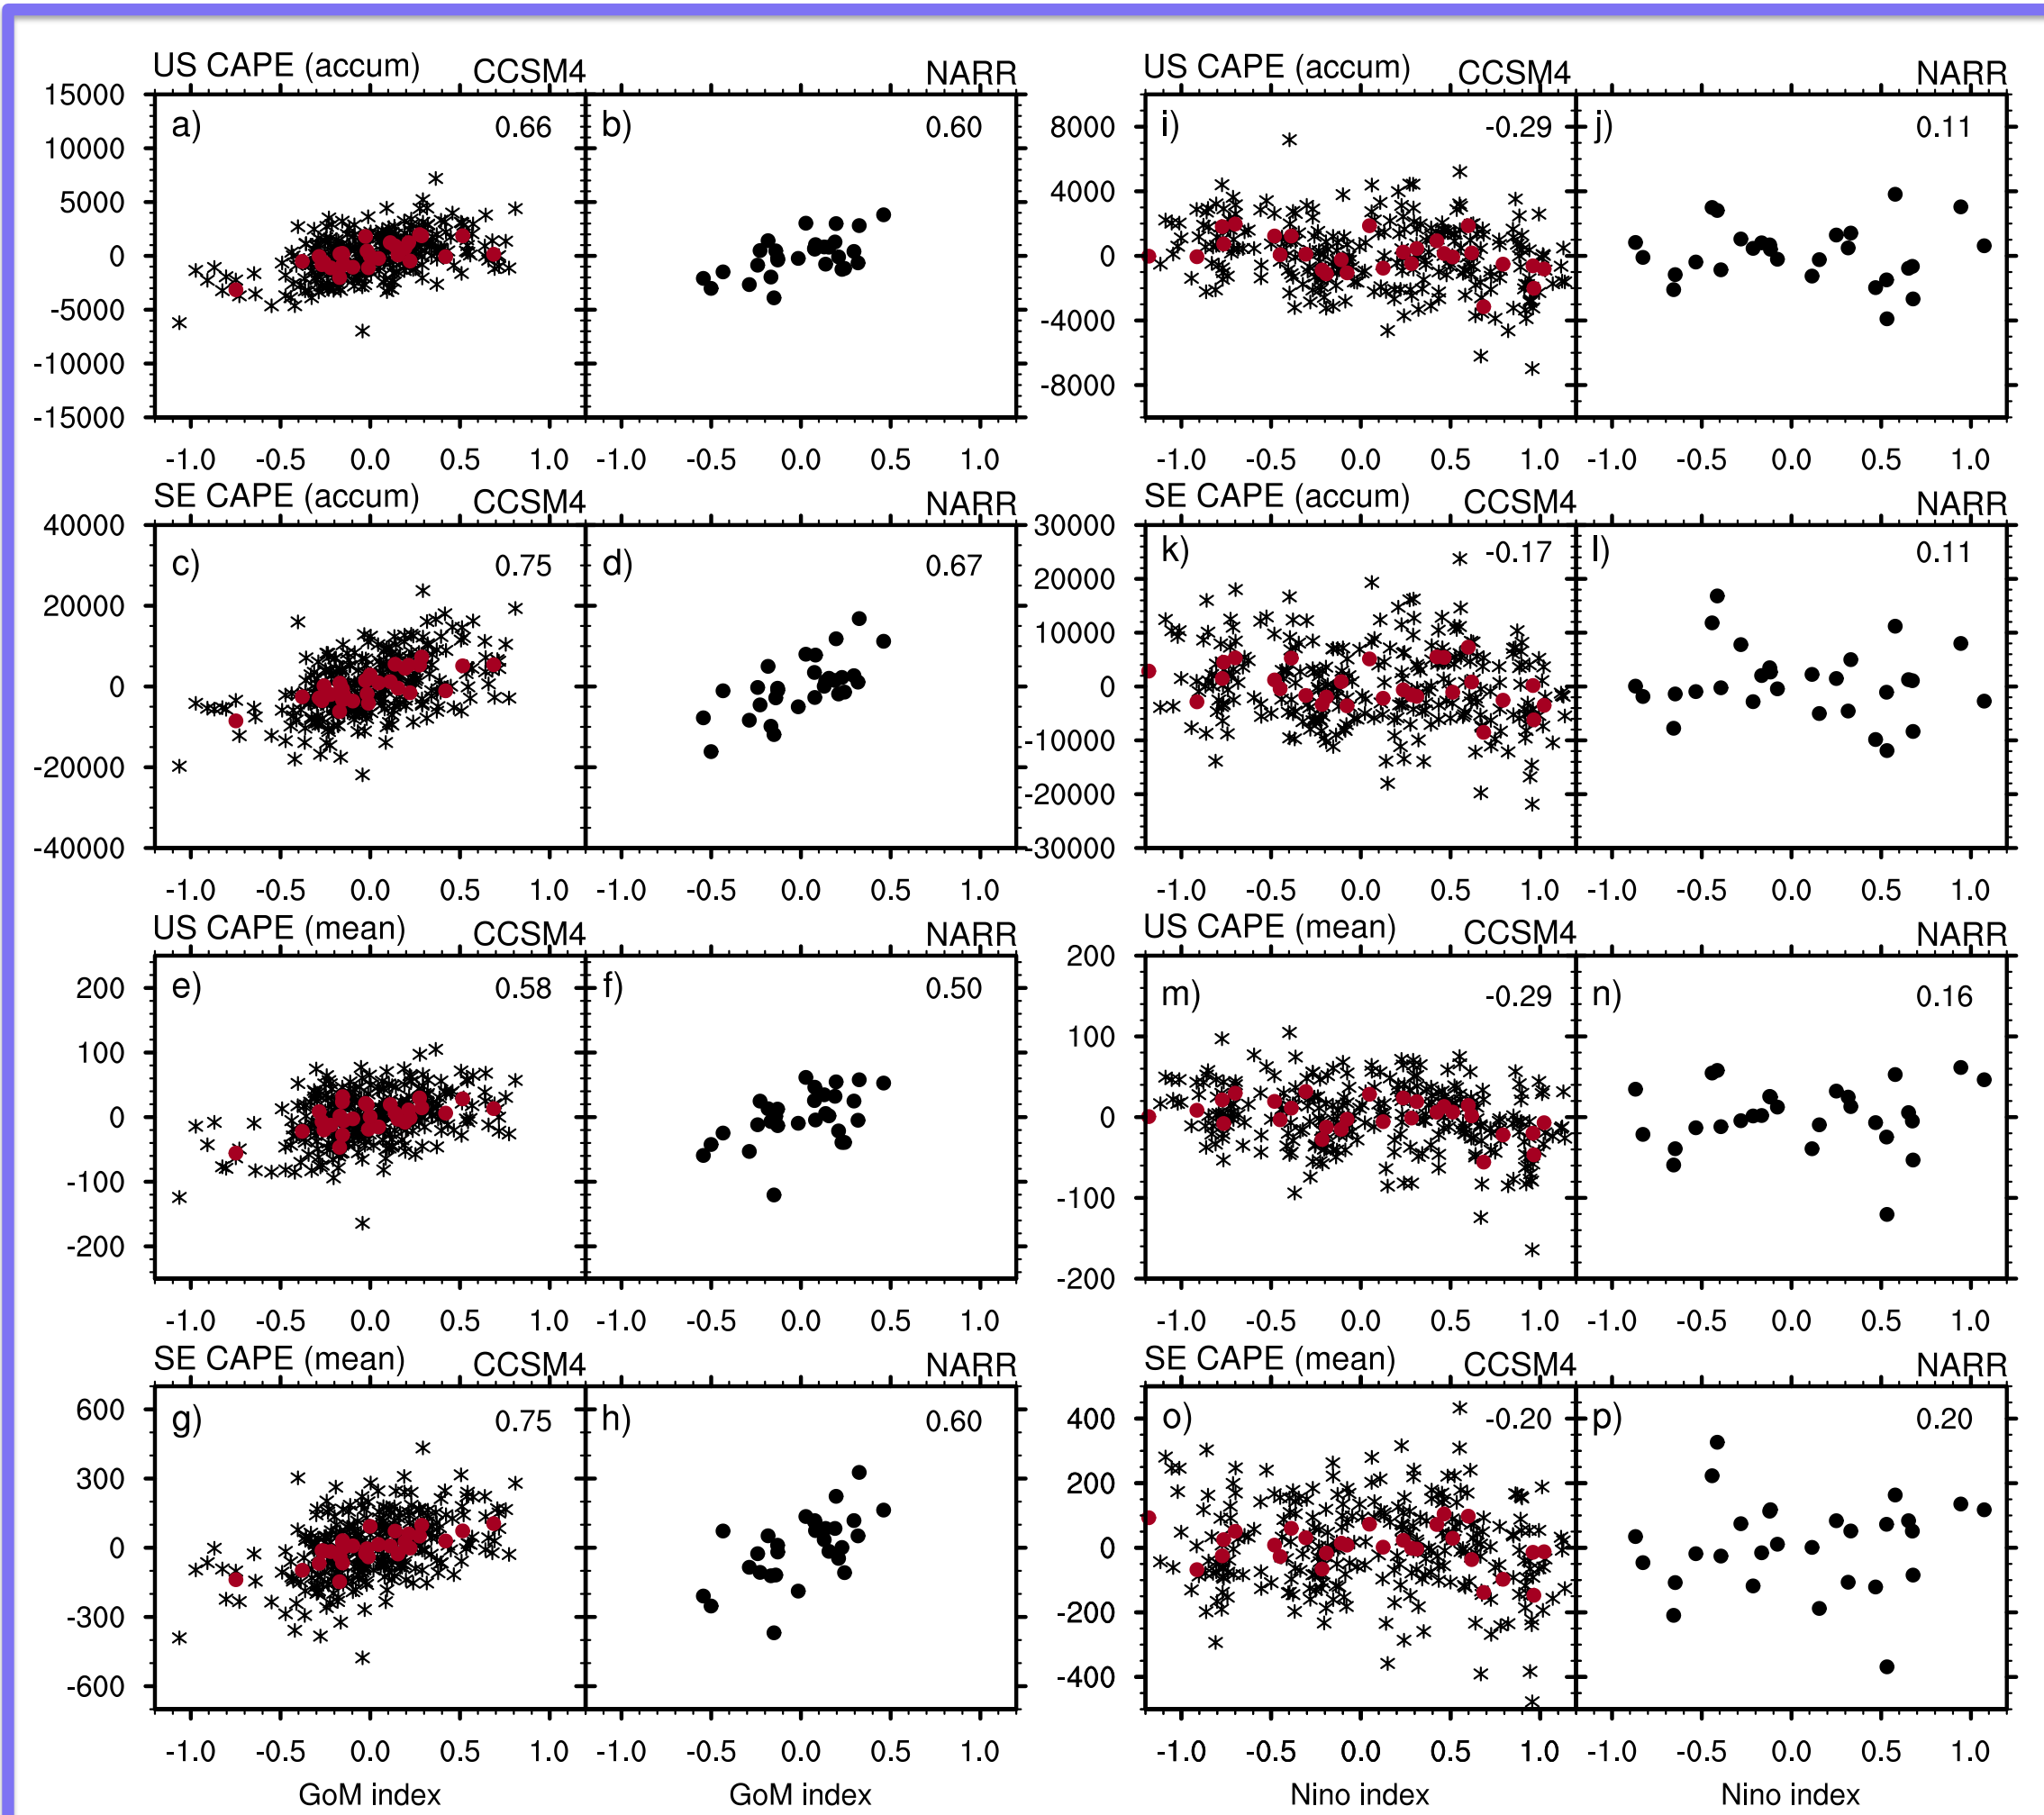 US CAPE (accum) CCSM4 NARR US CAPE (accum) CCSM4 NARR
15000
a) 0.66 b) 0.60 8000 i) -0.29 j) 0.11
10000
5000 4000
0 0
-5000 -4000
-10000 -8000
-15000
-1.0 -0.5 0.0 0.5 1.0 -1.0 -0.5 0.0 0.5 1.0 -1.0 -0.5 0.0 0.5 1.0 -1.0 -0.5 0.0 0.5 1.0
SE CAPE (accum) CCSM4 NARR SE CAPE (accum) CCSM4 NARR
40000 30000
c) 0.75 d) 0.67 k) -0.17 l) 0.11
20000 20000
10000
0 0
-10000
-20000 -20000
-40000 -30000
-1.0 -0.5 0.0 0.5 1.0 -1.0 -0.5 0.0 0.5 1.0 -1.0 -0.5 0.0 0.5 1.0 -1.0 -0.5 0.0 0.5 1.0
US CAPE (mean) CCSM4 NARR US CAPE (mean) CCSM4 NARR
200
200 e) 0.58 f) 0.50 m) -0.29 n) 0.16
100 100
0 0
-100 -100
-200 -200
-1.0 -0.5 0.0 0.5 1.0 -1.0 -0.5 0.0 0.5 1.0 -1.0 -0.5 0.0 0.5 1.0 -1.0 -0.5 0.0 0.5 1.0
SE CAPE (mean) CCSM4 NARR SE CAPE (mean) CCSM4 NARR
600 g) 0.75 h) 0.60 400 o) -0.20 p) 0.20
300 200
0 0
-300 -200
-600 -400
-1.0 -0.5 0.0 0.5 1.0 -1.0 -0.5 0.0 0.5 1.0 -1.0 -0.5 0.0 0.5 1.0 -1.0 -0.5 0.0 0.5 1.0
GoM index GoM index Nino index Nino index